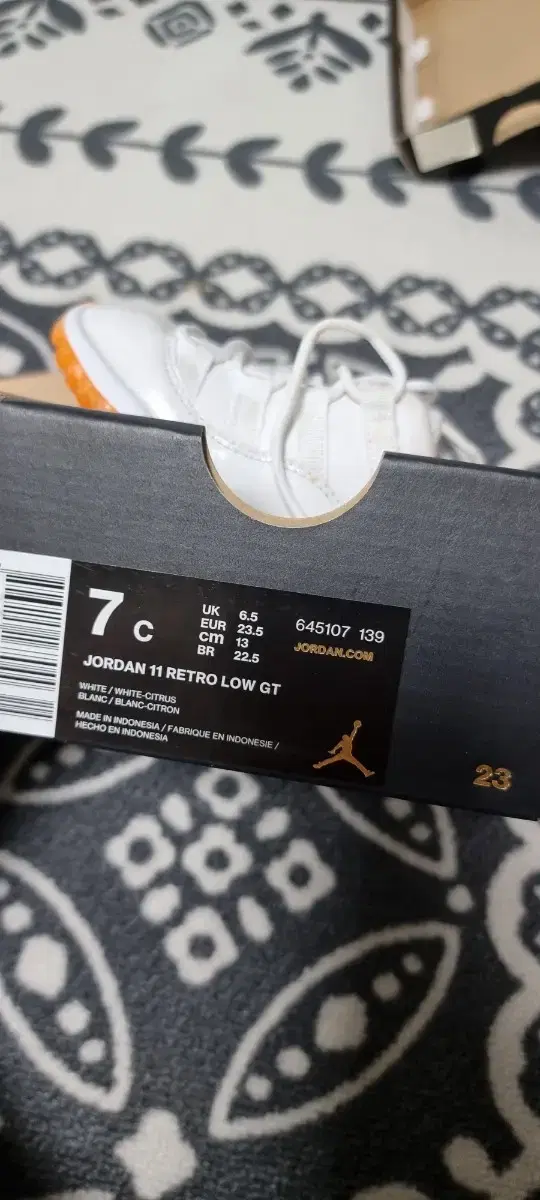 7 C
UK 6.5
EUR 23.5
cm 13
BR 22.5
645107 139
JORDAN.COM
JORDAN 11 RETRO LOW GT
WHITE / WHITE-CITRUS
BLANC / BLANC-CITRON
MADE IN INDONESIA / FABRIQUE EN INDONESIE /
HECHO EN INDONESIA
23